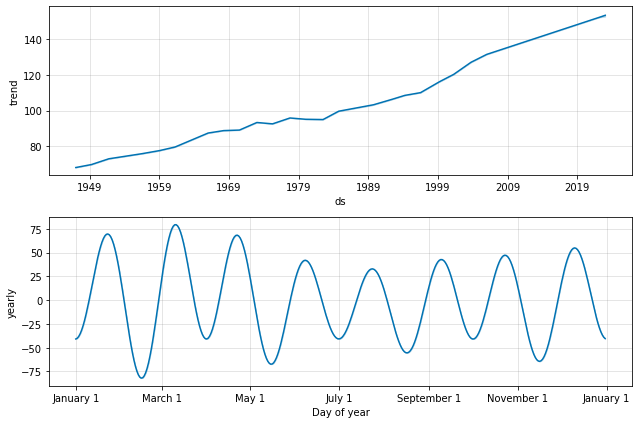 140
120
100
80
trend
1949 1959 1969 1979 1989 1999 2009 2019
ds
75
50
25
0
−25
−50
−75
yearly
January 1 March 1 May 1 July 1 September 1 November 1 January 1
Day of year